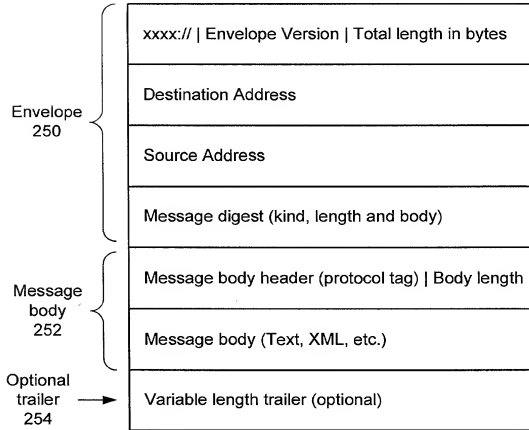 xxxx:// | Envelope Version | Total length in bytes
Destination Address
Envelope
250
Source Address
Message digest (kind, length and body)
Message body header (protocol tag) | Body length
Message
body
252
Message body (Text, XML, etc.)
Optional
trailer
254
Variable length trailer (optional)